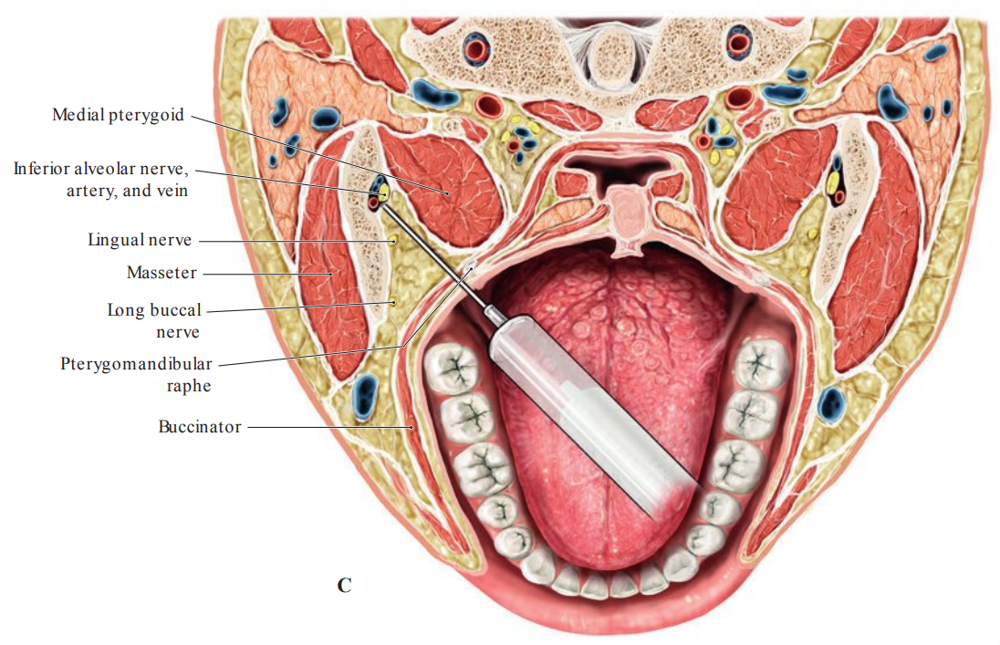 Medial pterygoid
Inferior alveolar nerve,
artery, and vein
Lingual nerve
Masseter
Long buccal
nerve
Pterygomandibular
raphe
Buccinator
C